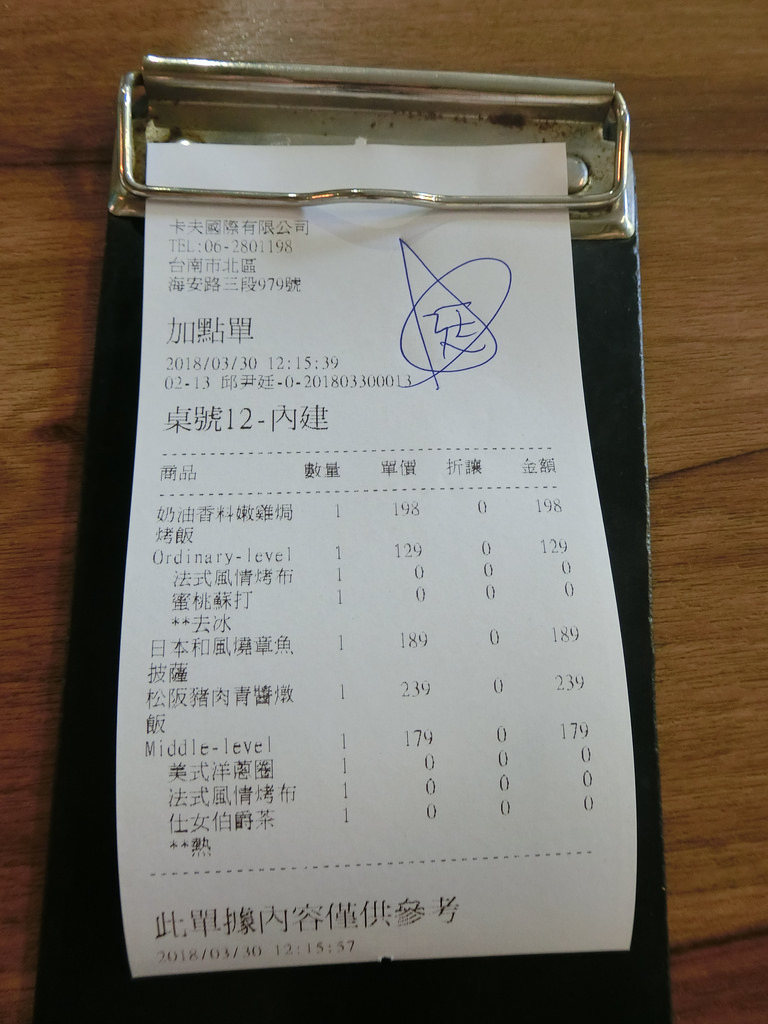 卡夫國際有限公司
TEL:06-2801198
台南市北區
海安路三段979號
加點單
2018/03/30 12:15:39
02-13 邱尹廷-0-201803300013
廷
桌號12-內建
商品 數量 單價 折讓 金額
奶油香料嫩雞焗 1 198 0 198
烤飯
Ordinary-level 1 129 0 129
法式風情烤布 1 0 0 0
蜜桃蘇打 1 0 0 0
**去冰
日本和風燒章魚 1 189 0 189
披薩
松阪豬肉青醬燉 1 239 0 239
飯
Middle-level 1 179 0 179
美式洋蔥圈 1 0 0 0
法式風情烤布 1 0 0 0
仕女伯爵茶 1 0 0 0
**熱
此單據內容僅供參考
2018/03/30 12:15:57